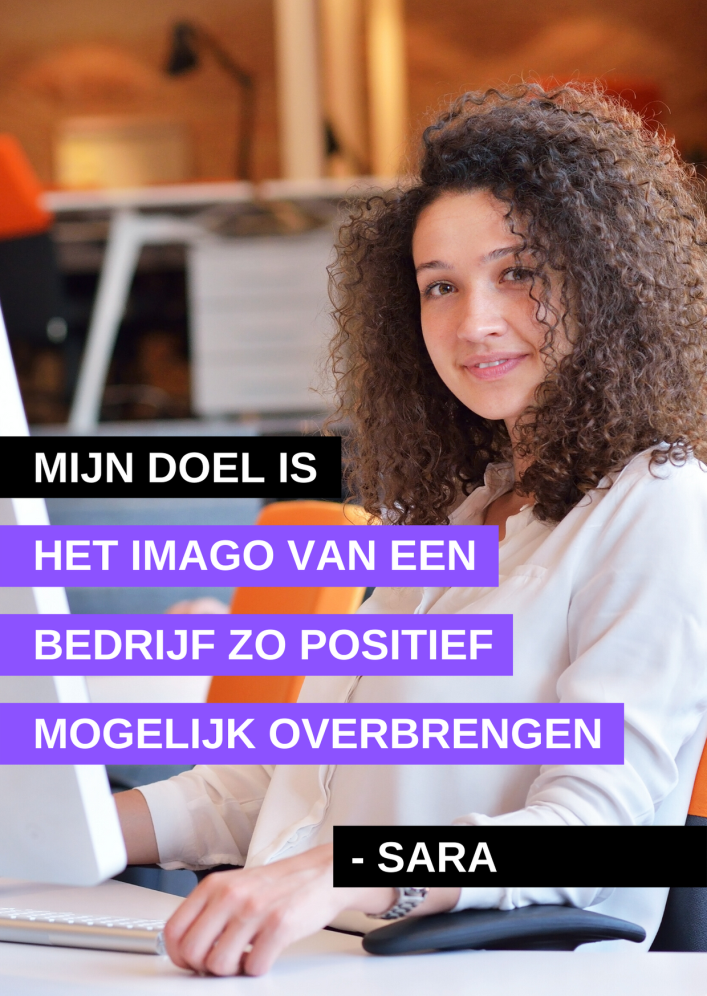 MIJN DOEL IS
HET IMAGO VAN EEN
BEDRIJF ZO POSITIEF
MOGELIJK OVERBRENGEN
- SARA